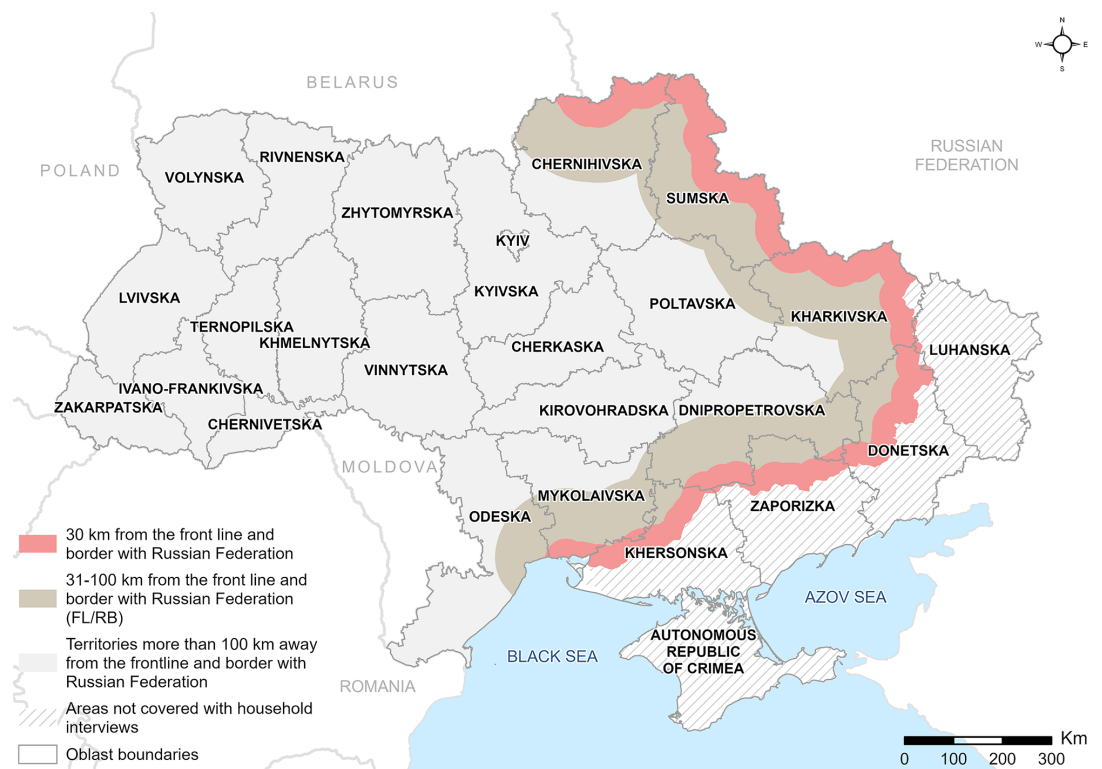 N
W
E
S
BELARUS
POLAND
RUSSIAN
FEDERATION
VOLYNSKA
RIVNENSKA
CHERNIHIVSKA
SUMSKA
ZHYTOMYRSKA
KYIV
KYIVSKA
LVIVSKA
TERNOPILSKA
KHMELNYTSKA
POLTAVSKA
KHARKIVSKA
CHERKASKA
LUHANSKA
VINNYTSKA
IVANO-FRANKIVSKA
ZAKARPATSKA
CHERNIVETSKA
KIROVOHRADSKA
DNIPROPETROVSKA
DONETSKA
MOLDOVA
MYKOLAIVSKA
ODESKA
ZAPORIZKA
KHERSONSKA
AZOV SEA
BLACK SEA
AUTONOMOUS
REPUBLIC
OF CRIMEA
ROMANIA
30 km from the front line and
border with Russian Federation
31-100 km from the front line and
border with Russian Federation
(FL/RB)
Territories more than 100 km away
from the frontline and border with
Russian Federation
Areas not covered with household
interviews
Oblast boundaries
Km
0 100 200 300